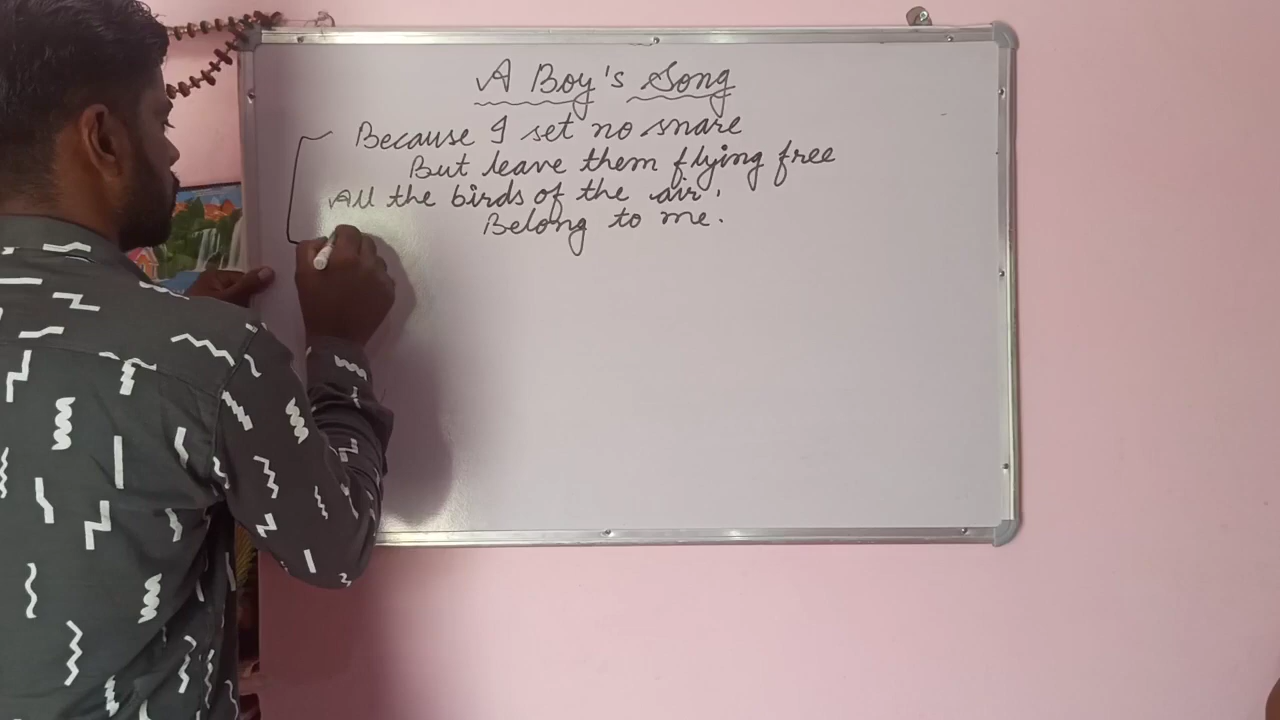 A Boy's Song
Because I set no snare
But leave them flying free
All the birds of the air,
Belong to me.